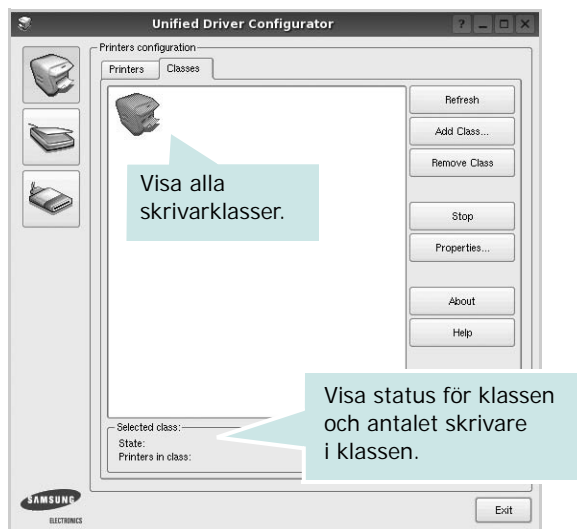 Unified Driver Configurator
?
Printers configuration
Printers Classes
Refresh
Add Class...
Remove Class
Visa alla
skrivarklasser.
Stop
Properties...
About
Help
Visa status för klassen
och antalet skrivare
i klassen.
Selected class:
State:
Printers in class:
SAMSUNG
ELECTRONICS
Exit